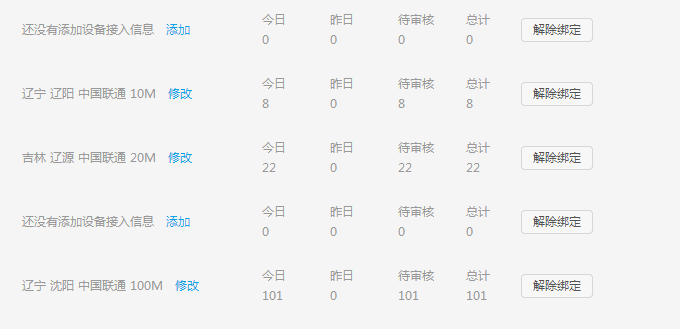 还没有添加设备接入信息 添加 今日 昨日 待审核 总计 解除绑定
0 0 0 0
辽宁 辽阳 中国联通 10M 修改 今日 昨日 待审核 总计 解除绑定
8 0 8 8
吉林 辽源 中国联通 20M 修改 今日 昨日 待审核 总计 解除绑定
22 0 22 22
还没有添加设备接入信息 添加 今日 昨日 待审核 总计 解除绑定
0 0 0 0
辽宁 沈阳 中国联通 100M 修改 今日 昨日 待审核 总计 解除绑定
101 0 101 101